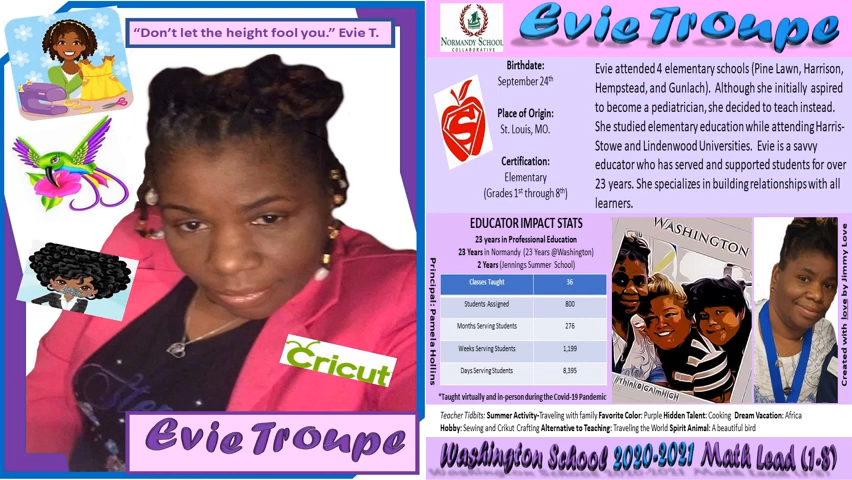 “Don’t let the height fool you.” Evie T.
Cricut
Evie Troupe
NORMANDY SCHOOLS
COLLABORATIVE
Evie Troupe
Birthdate:
September 24th
Place of Origin:
St. Louis, MO.
Certification:
Elementary
(Grades 1st through 8th)
S
Evie attended 4 elementary schools (Pine Lawn, Harrison,
Hempstead, and Gunlach). Although she initially aspired
to become a pediatrician, she decided to teach instead.
She studied elementary education while attending Harris-
Stowe and Lindenwood Universities. Evie is a savvy
educator who has served and supported students for over
23 years. She specializes in building relationships with all
learners.
Principal: Pamela Hollins
EDUCATOR IMPACT STATS
23 years in Professional Education
23 Years in Normandy (23 Years @Washington)
2 Years (Jennings Summer School)
Classes Taught 36
Students Assigned 800
Months Serving Students 276
Weeks Serving Students 1,199
Days Serving Students 8,395
*Taught virtually and in-person during the Covid-19 Pandemic
WASHINGTON
Created with love by Jimmy Love
Teacher Tidbits: Summer Activity-Traveling with family Favorite Color: Purple Hidden Talent: Cooking Dream Vacation: Africa
Hobby: Sewing and Crikut Crafting Alternative to Teaching: Traveling the World Spirit Animal: A beautiful bird
Washington School 2020-2021 Math Lead (1-8)